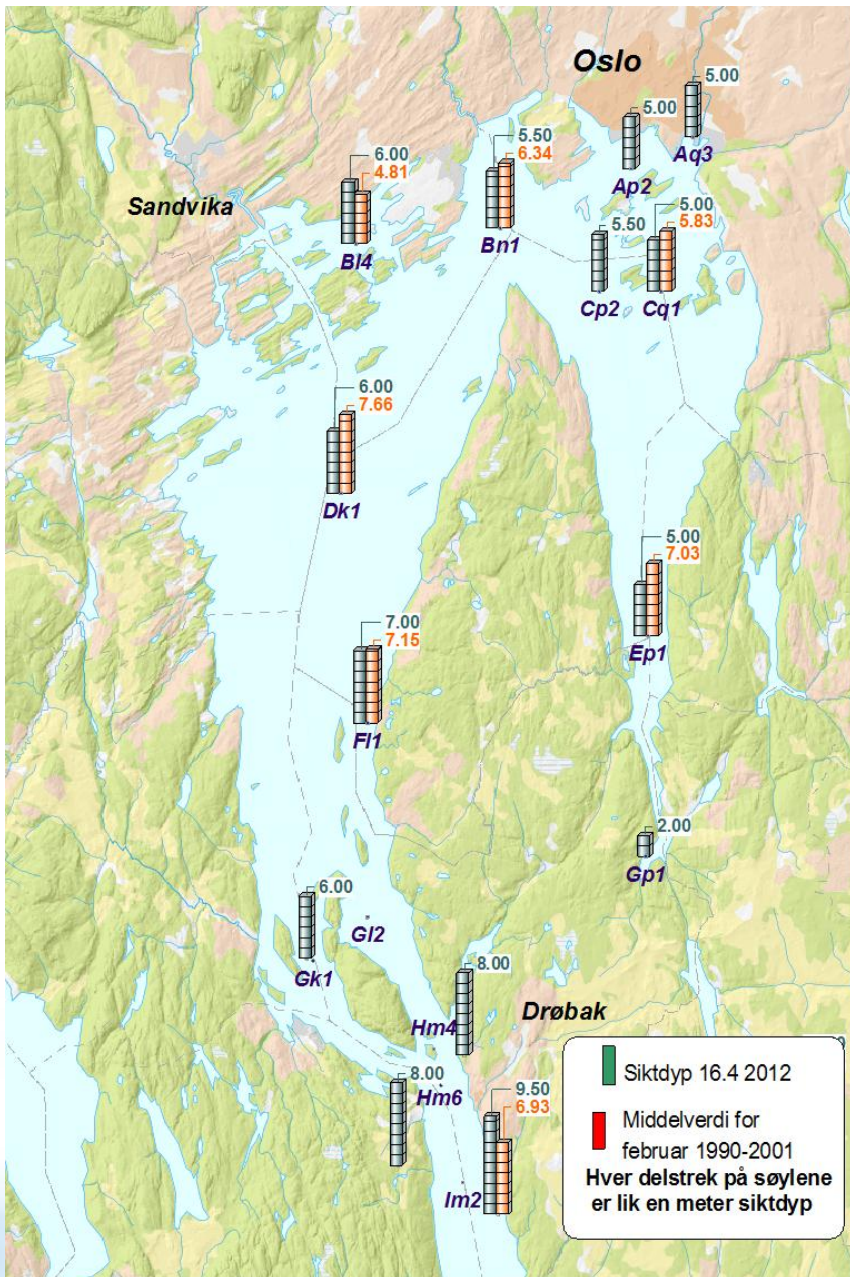 Oslo
5.00
5.00
Aq3
Ap2
5.50
6.34
Bn1
6.00
4.81
Bl4
Sandvika
5.50
Cp2
5.00
5.83
Cq1
6.00
7.66
Dk1
5.00
7.03
Ep1
7.00
7.15
Fl1
2.00
Gp1
6.00
Gk1
Gl2
8.00
Hm4
Drøbak
8.00
Hm6
9.50
6.93
Im2
Siktdyp 16.4 2012
Middelverdi for
februar 1990-2001
Hver delstrek på søylene
er lik en meter siktdyp